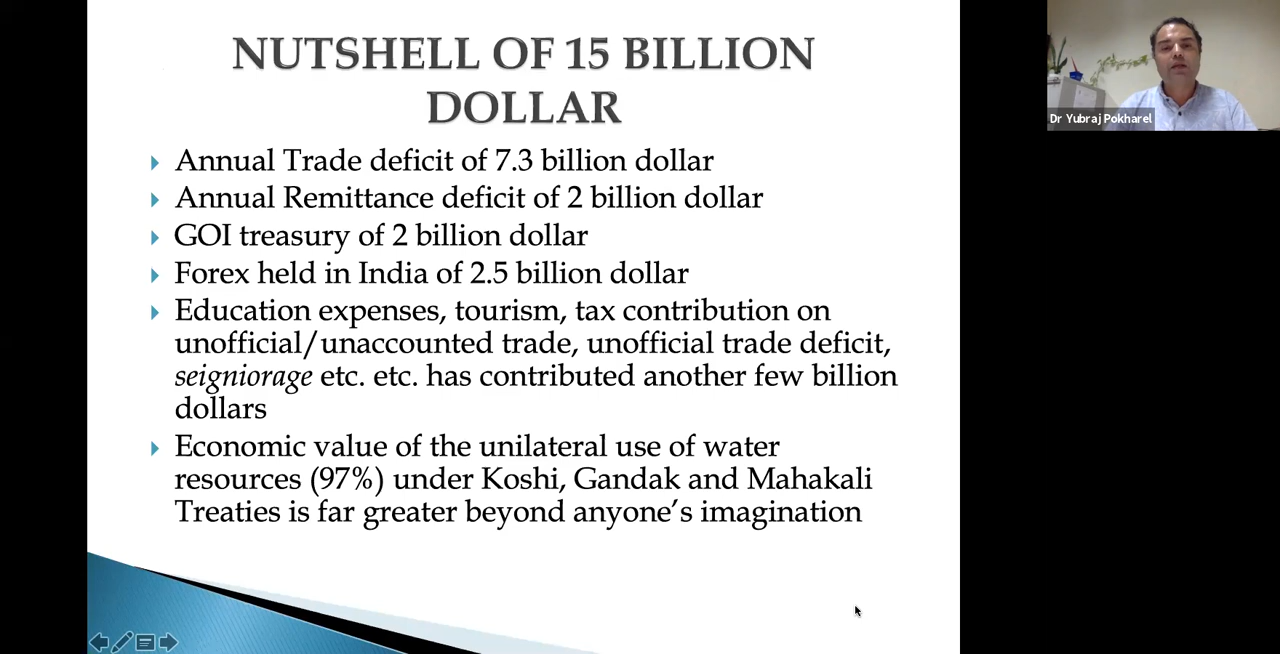 NUTSHELL OF 15 BILLION
DOLLAR
Annual Trade deficit of 7.3 billion dollar
Annual Remittance deficit of 2 billion dollar
GOI treasury of 2 billion dollar
Forex held in India of 2.5 billion dollar
Education expenses, tourism, tax contribution on
unofficial/unaccounted trade, unofficial trade deficit,
seigniorage etc. etc. has contributed another few billion
dollars
Economic value of the unilateral use of water
resources (97%) under Koshi, Gandak and Mahakali
Treaties is far greater beyond anyone’s imagination
Dr Yubraj Pokharel